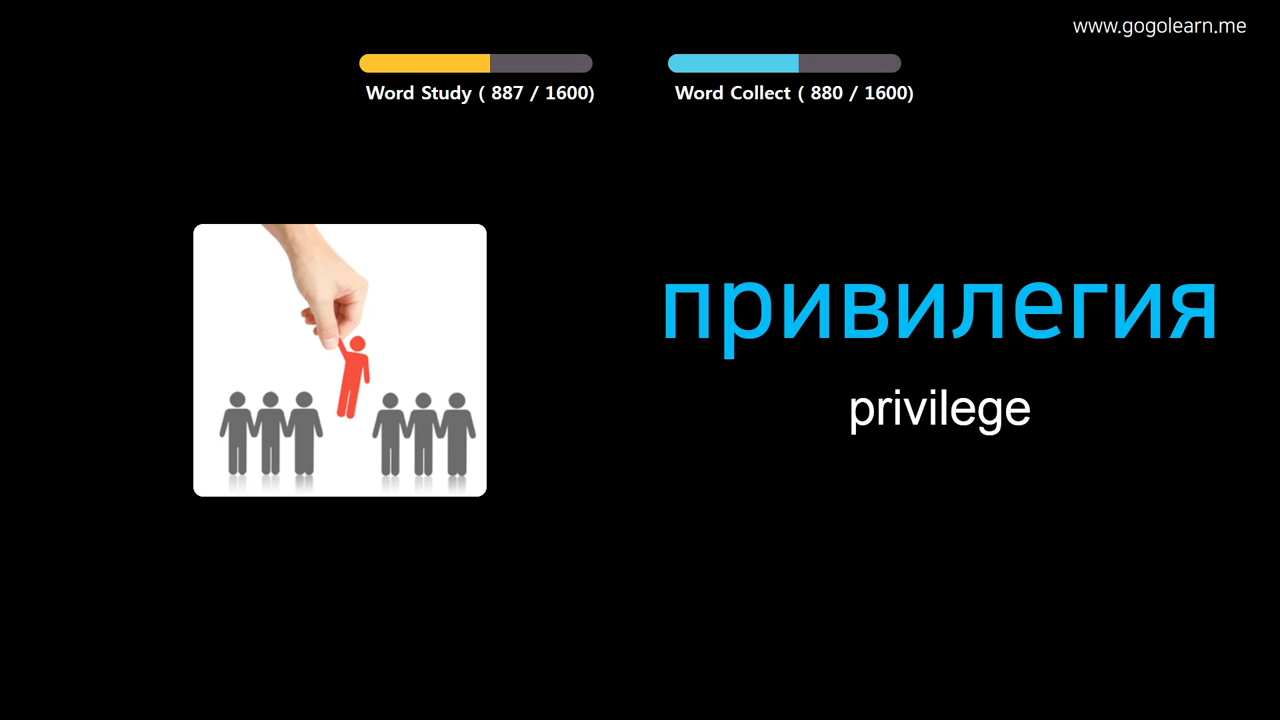 www.gogolearn.me
Word Study ( 887 / 1600)
Word Collect ( 880 / 1600)
привилегия
privilege